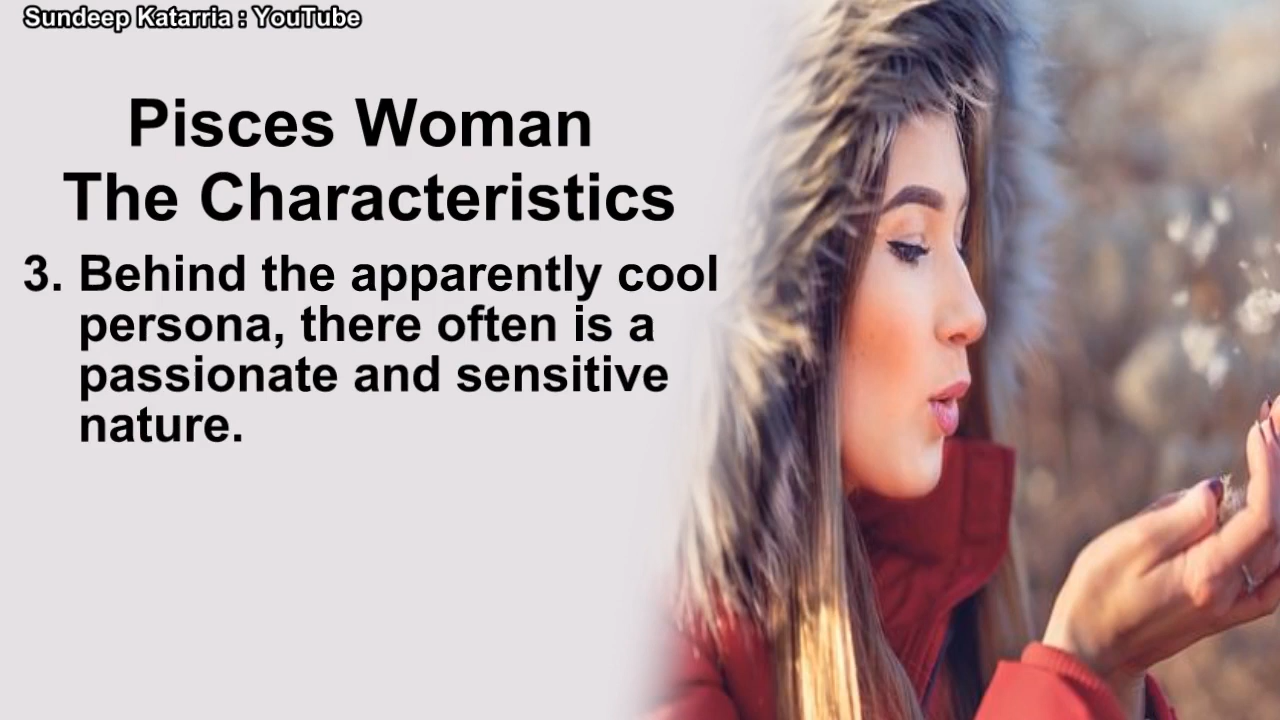 Sundeep Katarria : YouTube
Pisces Woman
The Characteristics
3. Behind the apparently cool
persona, there often is a
passionate and sensitive
nature.